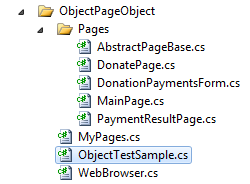 ObjectPageObject
Pages
AbstractPageBase.cs
DonatePage.cs
DonationPaymentsForm.cs
MainPage.cs
PaymentResultPage.cs
MyPages.cs
ObjectTestSample.cs
WebBrowser.cs